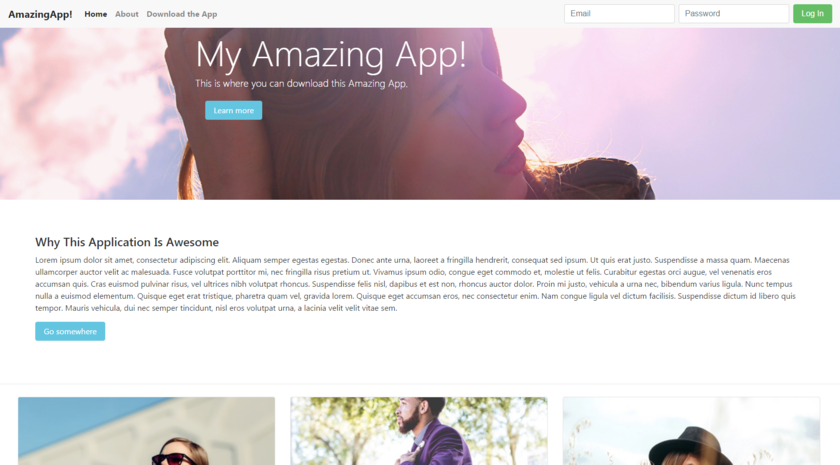 AmazingApp! Home About Download the App Email Password Log In
My Amazing App!
This is where you can download this Amazing App.
Learn more
Why This Application Is Awesome
Lorem ipsum dolor sit amet, consectetur adipiscing elit. Aliquam semper egestas egestas. Donec ante urna, laoreet a fringilla hendrerit, consequat sed ipsum. Ut quis erat justo. Suspendisse a massa quam. Maecenas
ullamcorper auctor velit ac malesuada. Fusce volutpat porttitor mi, nec fringilla risus pretium ut. Vivamus ipsum odio, congue eget commodo et, molestie ut felis. Curabitur egestas orci augue, vel venenatis eros
accumsan quis. Cras euismod pulvinar risus, vel ultrices nibh volutpat rhoncus. Suspendisse felis nisl, dapibus et est non, rhoncus auctor dolor. Proin mi justo, vehicula a urna nec, bibendum varius ligula. Nunc tempus
nulla a euismod elementum. Quisque eget erat tristique, pharetra quam vel, gravida lorem. Quisque eget accumsan eros, nec consectetur enim. Nam congue ligula vel dictum facilisis. Suspendisse dictum id libero quis
tempor. Mauris vehicula, dui nec semper tincidunt, nisl eros volutpat urna, a lacinia velit velit vitae sem.
Go somewhere